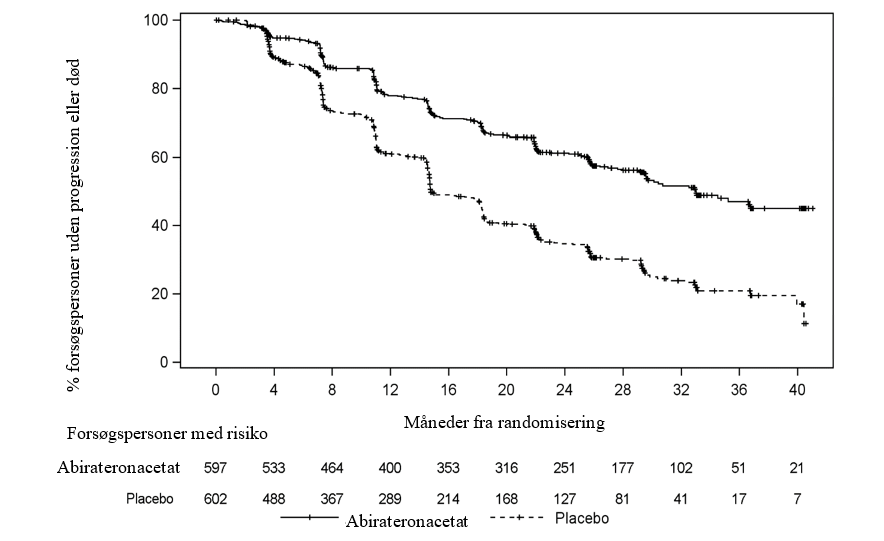 % forsøgspersoner uden progression eller død
100
80
60
40
20
0
0 4 8 12 16 20 24 28 32 36 40
Måneder fra randomisering
Forsøgspersoner med risiko
Abirateronacetat 597 533 464 400 353 316 251 177 102 51 21
Placebo 602 488 367 289 214 168 127 81 41 17 7
Abirateronacetat Placebo